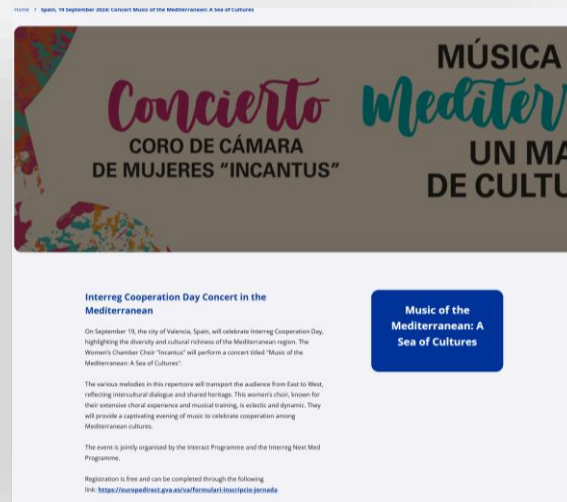 Home > Spain, 19 September 2024: Concert Music of the Mediterranean: A Sea of Cultures
Concierto
CORO DE CÁMARA
DE MUJERES “INCANTUS”
MÚSICA
Mediterr
UN MA
DE CULTU
Interreg Cooperation Day Concert in the
Mediterranean
On September 19, the city of Valencia, Spain, will celebrate Interreg Cooperation Day,
highlighting the diversity and cultural richness of the Mediterranean region. The
Women's Chamber Choir "Incantus" will perform a concert titled "Music of the
Mediterranean: A Sea of Cultures".
The various melodies in this repertoire will transport the audience from East to West,
reflecting intercultural dialogue and shared heritage. This women's choir, known for
their extensive choral experience and musical training, is eclectic and dynamic. They
will provide a captivating evening of music to celebrate cooperation among
Mediterranean cultures.
The event is jointly organised by the Interact Programme and the Interreg Next Med
Programme.
Registration is free and can be completed through the following
link: https://europedirect.gva.es/va/formulari-inscripcio-jornada
Music of the
Mediterranean: A
Sea of Cultures